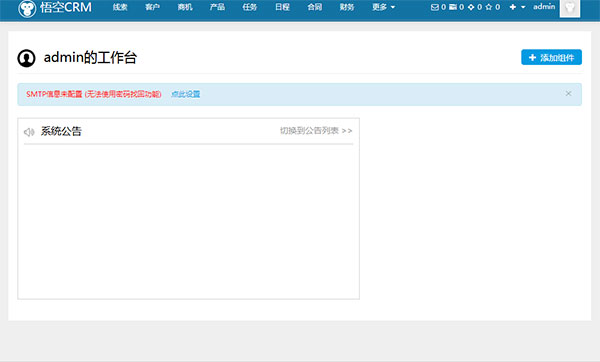 悟空CRM 线索 客户 商机 产品 任务 日程 合同 财务 更多 0 0 0 0 admin
admin的工作台 添加组件
SMTP信息未配置 (无法使用密码找回功能) 点此设置 ×
系统公告 切换到公告列表 >>